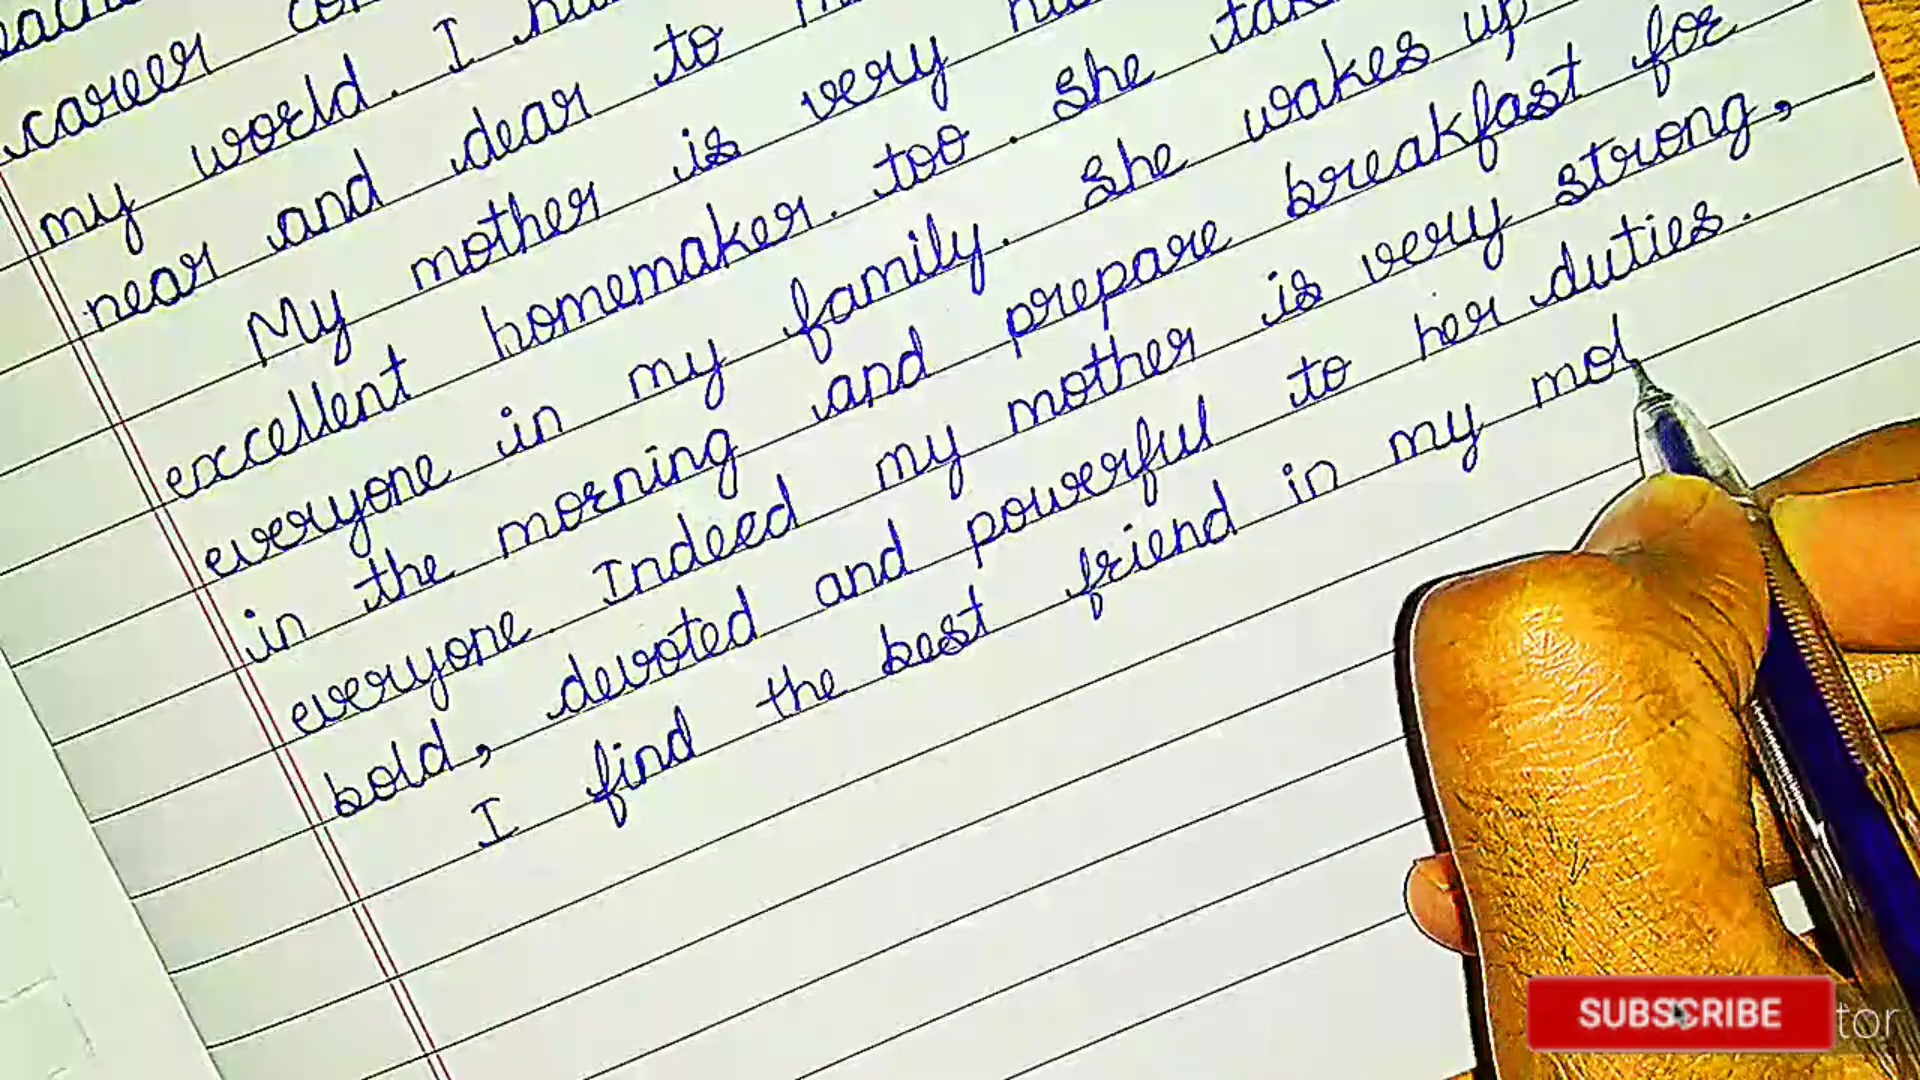 career
my world. I
near and dear to
My mother is very
excellent homemaker. too. She
everyone in my family. She wakes up
in the morning and prepare breakfast for
everyone. Indeed my mother is very strong,
bold, devoted and powerful to her duties.
I find the best friend in my mot
SUBSCRIBE
tor